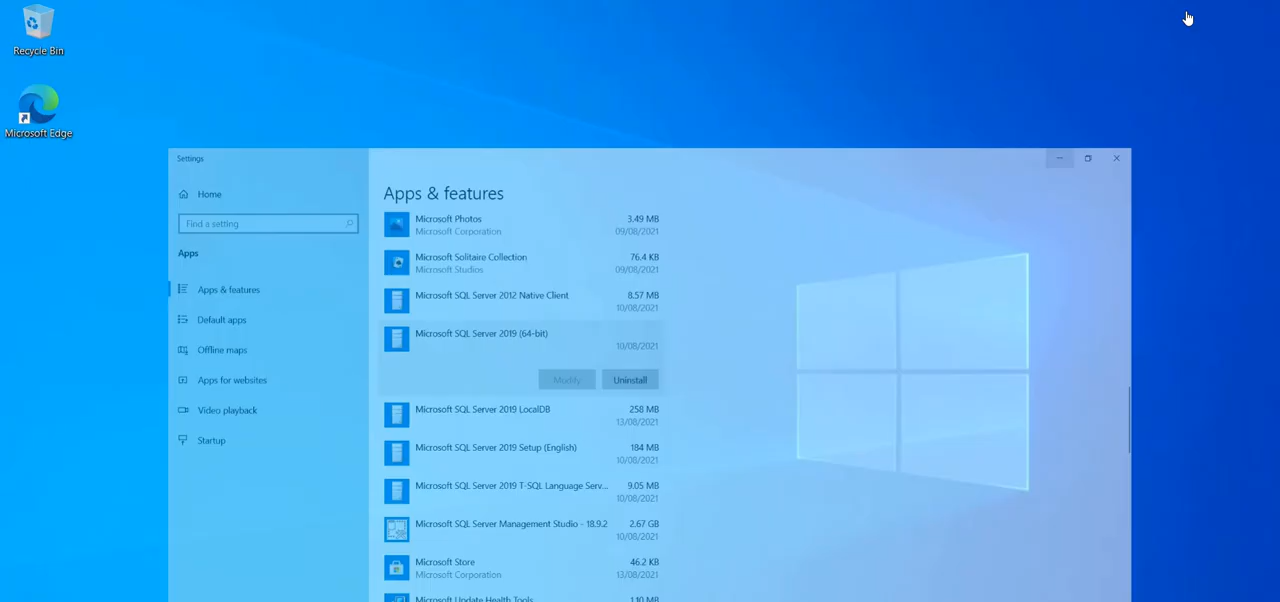 Recycle Bin
Microsoft Edge
Settings
Home
Find a setting
Apps
Apps & features
Default apps
Offline maps
Apps for websites
Video playback
Startup
Apps & features
Microsoft Photos 3.49 MB
Microsoft Corporation 09/08/2021
Microsoft Solitaire Collection 76.4 KB
Microsoft Studios 09/08/2021
Microsoft SQL Server 2012 Native Client 8.57 MB
10/08/2021
Microsoft SQL Server 2019 (64-bit)
10/08/2021
Modify Uninstall
Microsoft SQL Server 2019 LocalDB 258 MB
13/08/2021
Microsoft SQL Server 2019 Setup (English) 184 MB
10/08/2021
Microsoft SQL Server 2019 T-SQL Language Serv... 9.05 MB
10/08/2021
Microsoft SQL Server Management Studio - 18.9.2 2.67 GB
10/08/2021
Microsoft Store 46.2 KB
Microsoft Corporation 13/08/2021
Microsoft Update Health Tools 1.10 MB